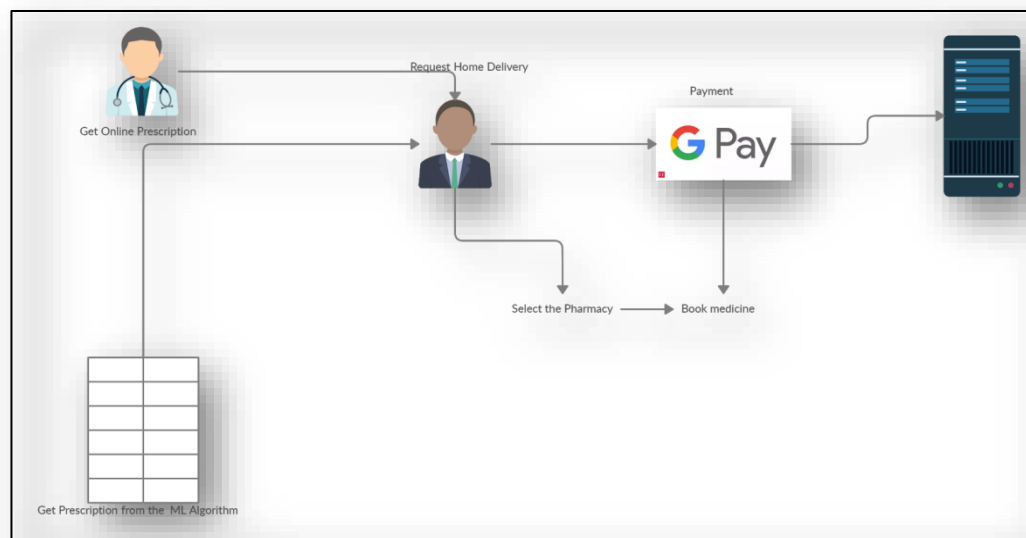 Request Home Delivery
Get Online Prescription
Payment
G Pay
Select the Pharmacy
Book medicine
Get Prescription from the ML Algorithm